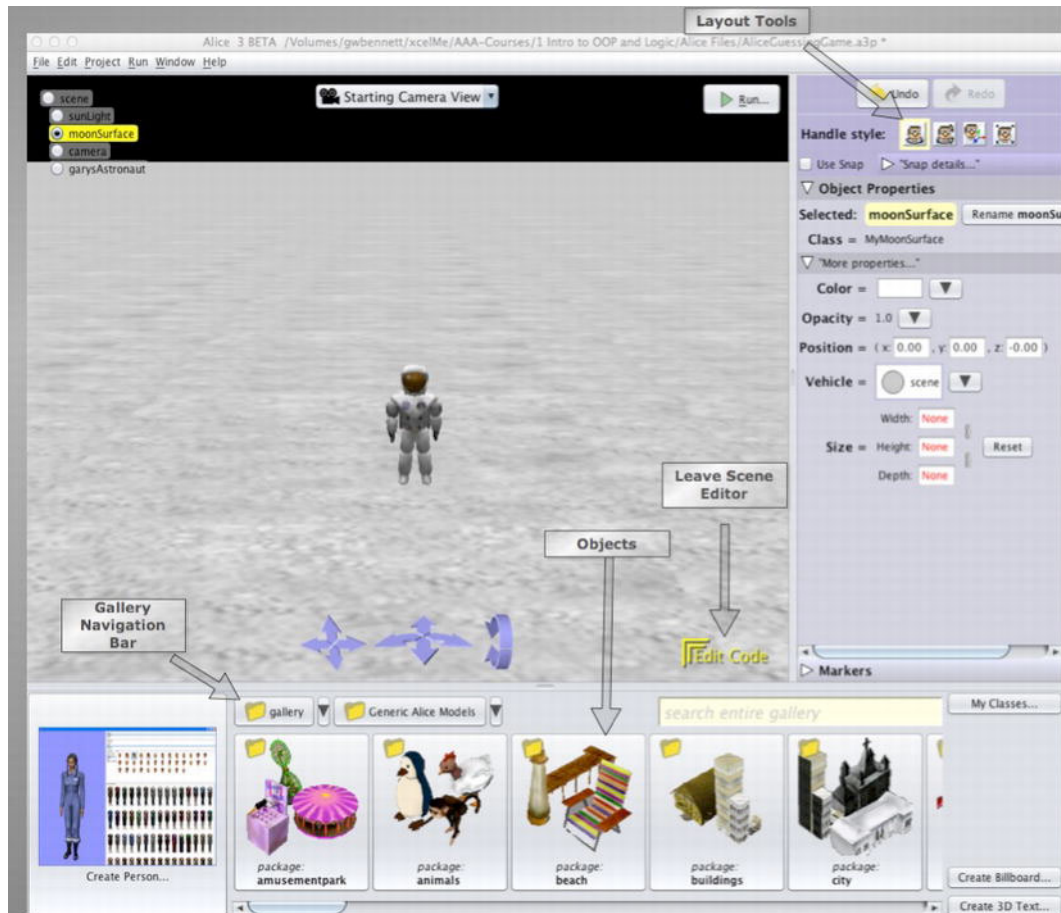 Layout Tools
Alice 3 BETA /Volumes/gwbennett/xcelMe/AAA-Courses/1 Intro to OOP and Logic/Alice Files/AliceGuessingGame.a3p *
File Edit Project Run Window Help
scene
sunLight
moonSurface
camera
garysAstronaut
Starting Camera View
Run...
Undo
Redo
Handle style:
Use Snap
"Snap details..."
Object Properties
Selected: moonSurface Rename moonSu
Class = MyMoonSurface
"More properties..."
Color =
Opacity = 1.0
Position = ( x: 0.00 , y: 0.00 , z: -0.00 )
Vehicle = scene
Width: None
Size = Height: None Reset
Depth: None
Leave Scene
Editor
Objects
Gallery
Navigation
Bar
Edit Code
Markers
gallery
Generic Alice Models
search entire gallery
My Classes...
Create Person...
package:
amusementpark
package:
animals
package:
beach
package:
buildings
package:
city
Create Billboard...
Create 3D Text...